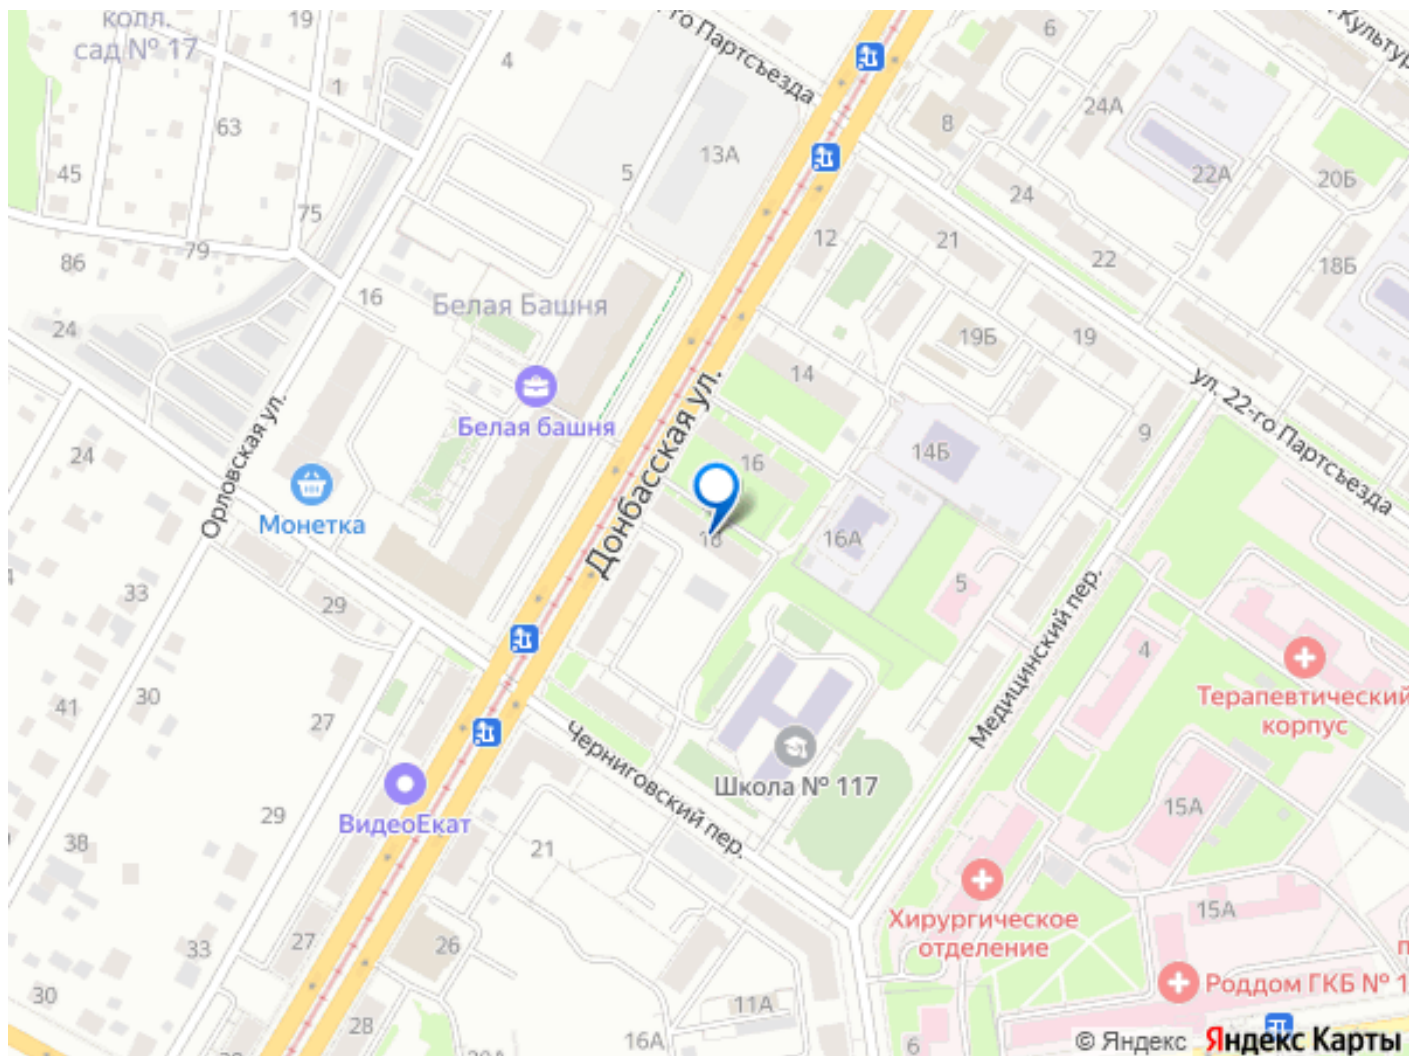 колл.
сад № 17
19
4
1
63
45
75
79
86
16
24
5
13А
-го Партсъезда
Культур
6
8
24А
22А
20Б
24
21
12
22
18Б
Белая Башня
Белая башня
19Б
19
14
ул. 22-го Партсъезда
9
14Б
16
16А
Донбасская ул.
18
Орловская ул.
24
Монетка
33
29
5
4
Медицинский пер.
Терапевтический
корпус
30
41
27
Черниговский пер.
Школа № 117
ВидеоЕкат
29
38
21
15А
Хирургическое
отделение
15А
27
26
33
30
28
11А
16А
6
Роддом ГКБ № 1
© Яндекс Яндекс Карты